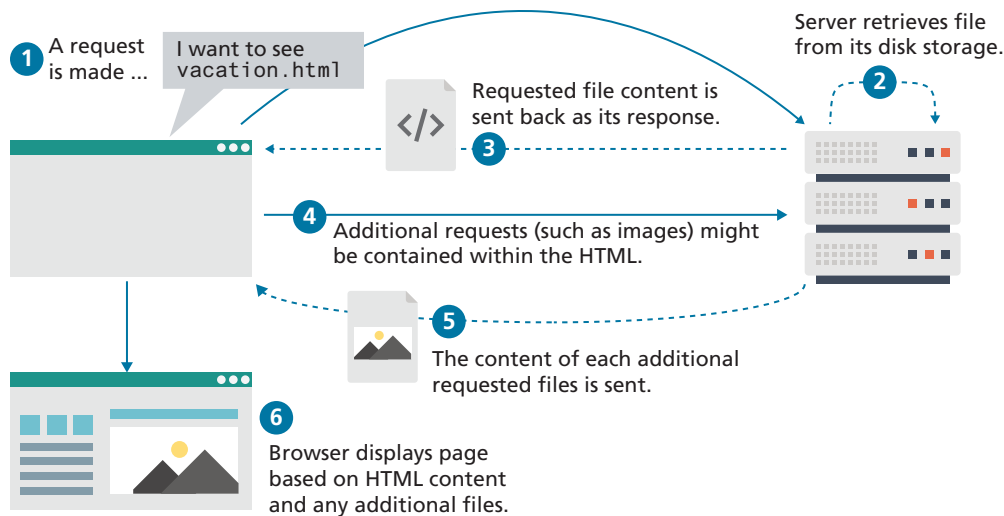 1
A request
is made ...
I want to see
vacation.html
Server retrieves file
from its disk storage.
2
Requested file content is
sent back as its response.
</>
3
4
Additional requests (such as images) might
be contained within the HTML.
5
The content of each additional
requested files is sent.
6
Browser displays page
based on HTML content
and any additional files.